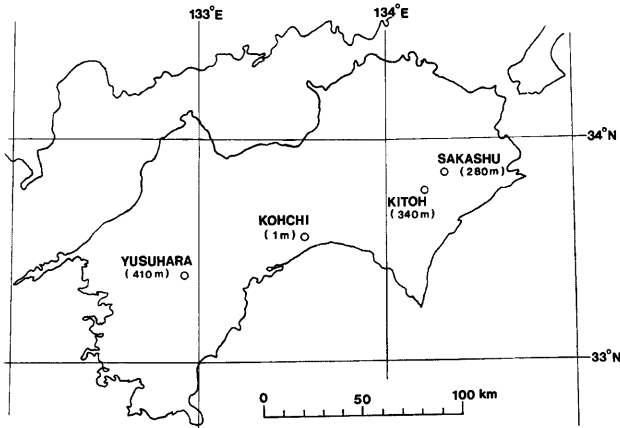 133°E
134°E
34°N
SAKASHU
(280m)
KITOH
(340m)
KOHCHI
(1m)
YUSUHARA
(410m)
33°N
0 50 100 km